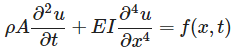 ρA ∂²u/∂t + EI ∂⁴u/∂x⁴ = f(x,t)